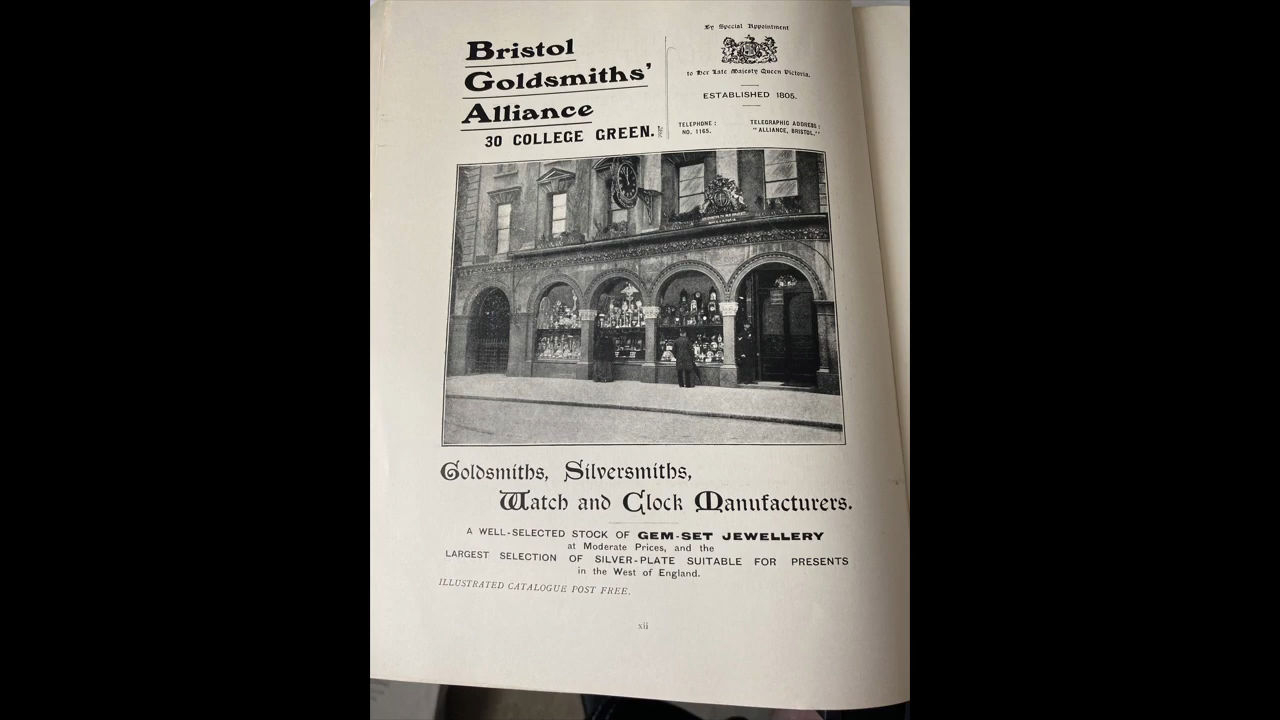 Bristol
Goldsmiths'
Alliance
30 COLLEGE GREEN.
By Special Appointment
to Her Late Majesty Queen Victoria.
ESTABLISHED 1805.
TELEPHONE :
NO. 1165.
TELEGRAPHIC ADDRESS :
"ALLIANCE, BRISTOL."
Goldsmiths, Silversmiths,
Watch and Clock Manufacturers.
A WELL-SELECTED STOCK OF GEM-SET JEWELLERY
at Moderate Prices, and the
LARGEST SELECTION OF SILVER-PLATE SUITABLE FOR PRESENTS
in the West of England.
ILLUSTRATED CATALOGUE POST FREE.
xii